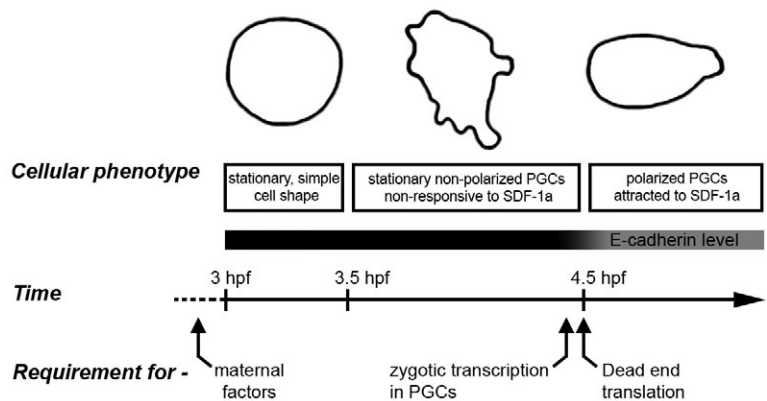 Cellular phenotype
stationary, simple
cell shape
stationary non-polarized PGCs
non-responsive to SDF-1a
polarized PGCs
attracted to SDF-1a
E-cadherin level
Time
3 hpf
3.5 hpf
4.5 hpf
Requirement for -
maternal
factors
zygotic transcription
in PGCs
Dead end
translation